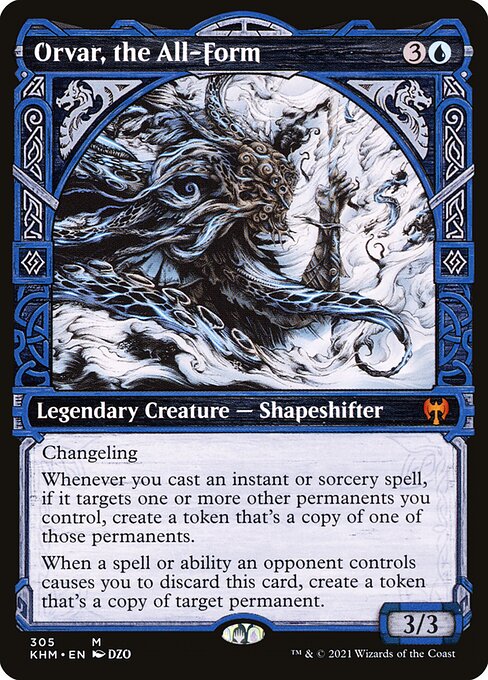 Orvar, the All-Form 3
Legendary Creature — Shapeshifter
Changeling
Whenever you cast an instant or sorcery spell,
if it targets one or more other permanents you
control, create a token that's a copy of one of
those permanents.
When a spell or ability an opponent controls
causes you to discard this card, create a token
that's a copy of target permanent.
3/3
305 M
KHM • EN DZO
™ & © 2021 Wizards of the Coast